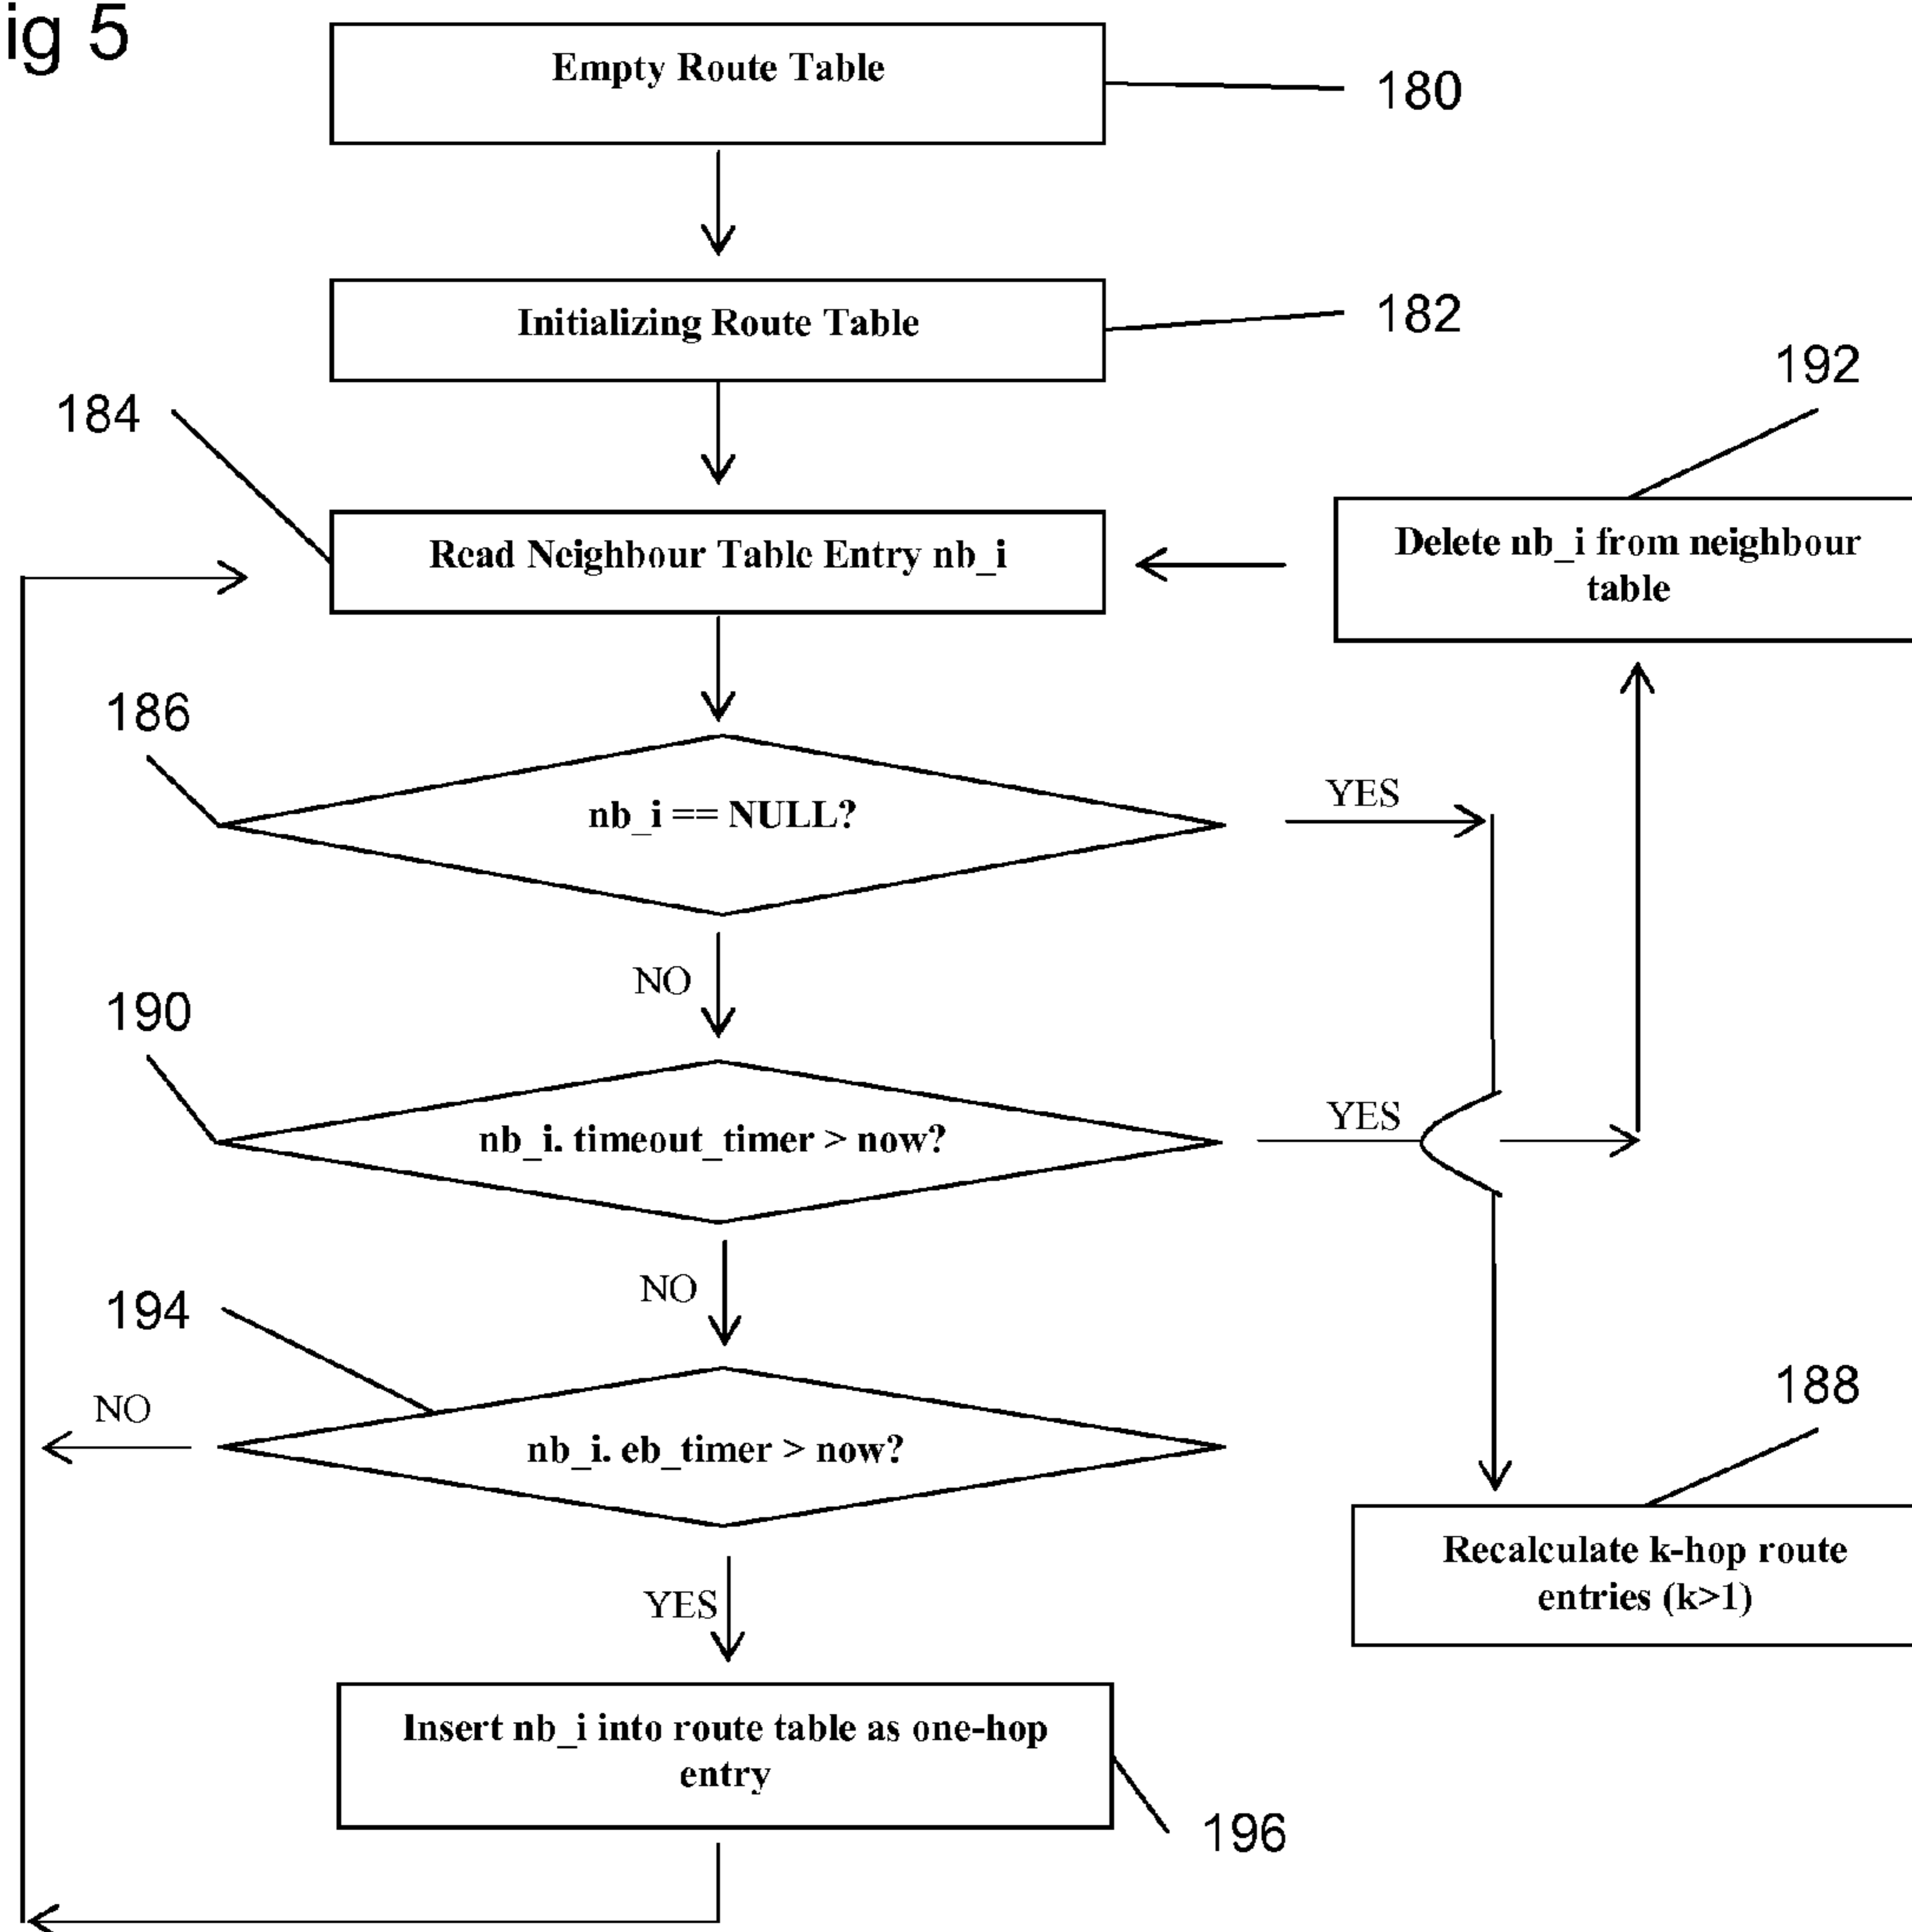 ig 5
Empty Route Table
180
Initializing Route Table
182
192
184
Read Neighbour Table Entry nb_i
Delete nb_i from neighbour
table
186
nb_i == NULL?
YES
NO
190
nb_i. timeout_timer > now?
YES
NO
194
NO
nb_i. eb_timer > now?
188
Recalculate k-hop route
entries (k>1)
YES
Insert nb_i into route table as one-hop
entry
196